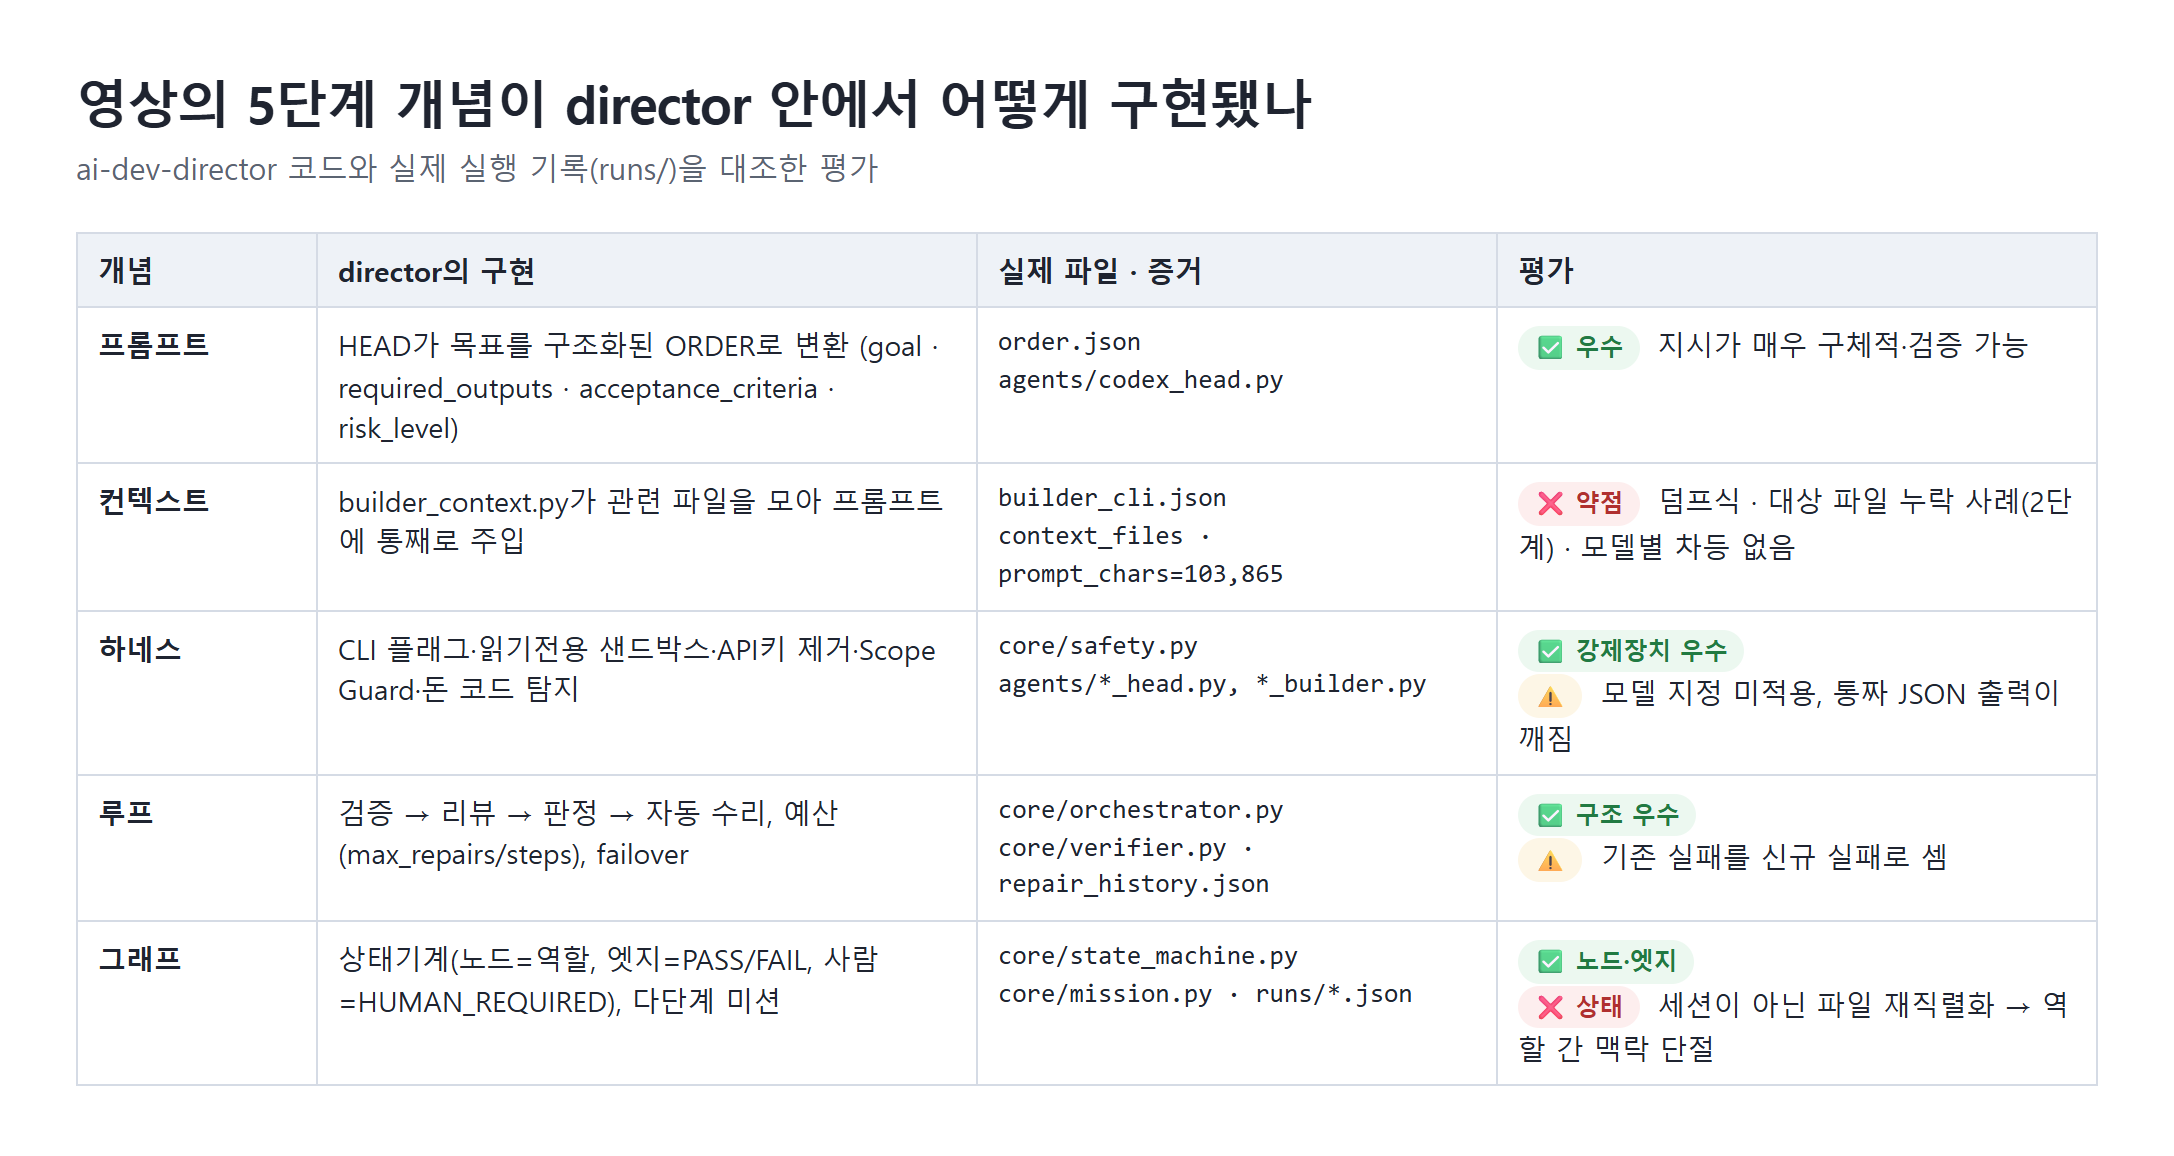 영상의 5단계 개념이 director 안에서 어떻게 구현됐나
ai-dev-director 코드와 실제 실행 기록(runs/)을 대조한 평가
개념
director의 구현
실제 파일 · 증거
평가
프롬프트
HEAD가 목표를 구조화된 ORDER로 변환 (goal ·
required_outputs · acceptance_criteria ·
risk_level)
order.json
agents/codex_head.py
✅ 우수 지시가 매우 구체적·검증 가능
컨텍스트
builder_context.py가 관련 파일을 모아 프롬프트
에 통째로 주입
builder_cli.json
context_files ·
prompt_chars=103,865
❌ 약점 덤프식 · 대상 파일 누락 사례(2단
계) · 모델별 차등 없음
하네스
CLI 플래그·읽기전용 샌드박스·API키 제거·Scope
Guard·돈 코드 탐지
core/safety.py
agents/*_head.py, *_builder.py
✅ 강제장치 우수
⚠️ 모델 지정 미적용, 통짜 JSON 출력이
깨짐
루프
검증 → 리뷰 → 판정 → 자동 수리, 예산
(max_repairs/steps), failover
core/orchestrator.py
core/verifier.py ·
repair_history.json
✅ 구조 우수
⚠️ 기존 실패를 신규 실패로 셈
그래프
상태기계(노드=역할, 엣지=PASS/FAIL, 사람
=HUMAN_REQUIRED), 다단계 미션
core/state_machine.py
core/mission.py · runs/*.json
✅ 노드·엣지
❌ 상태 세션이 아닌 파일 재직렬화 → 역
할 간 맥락 단절